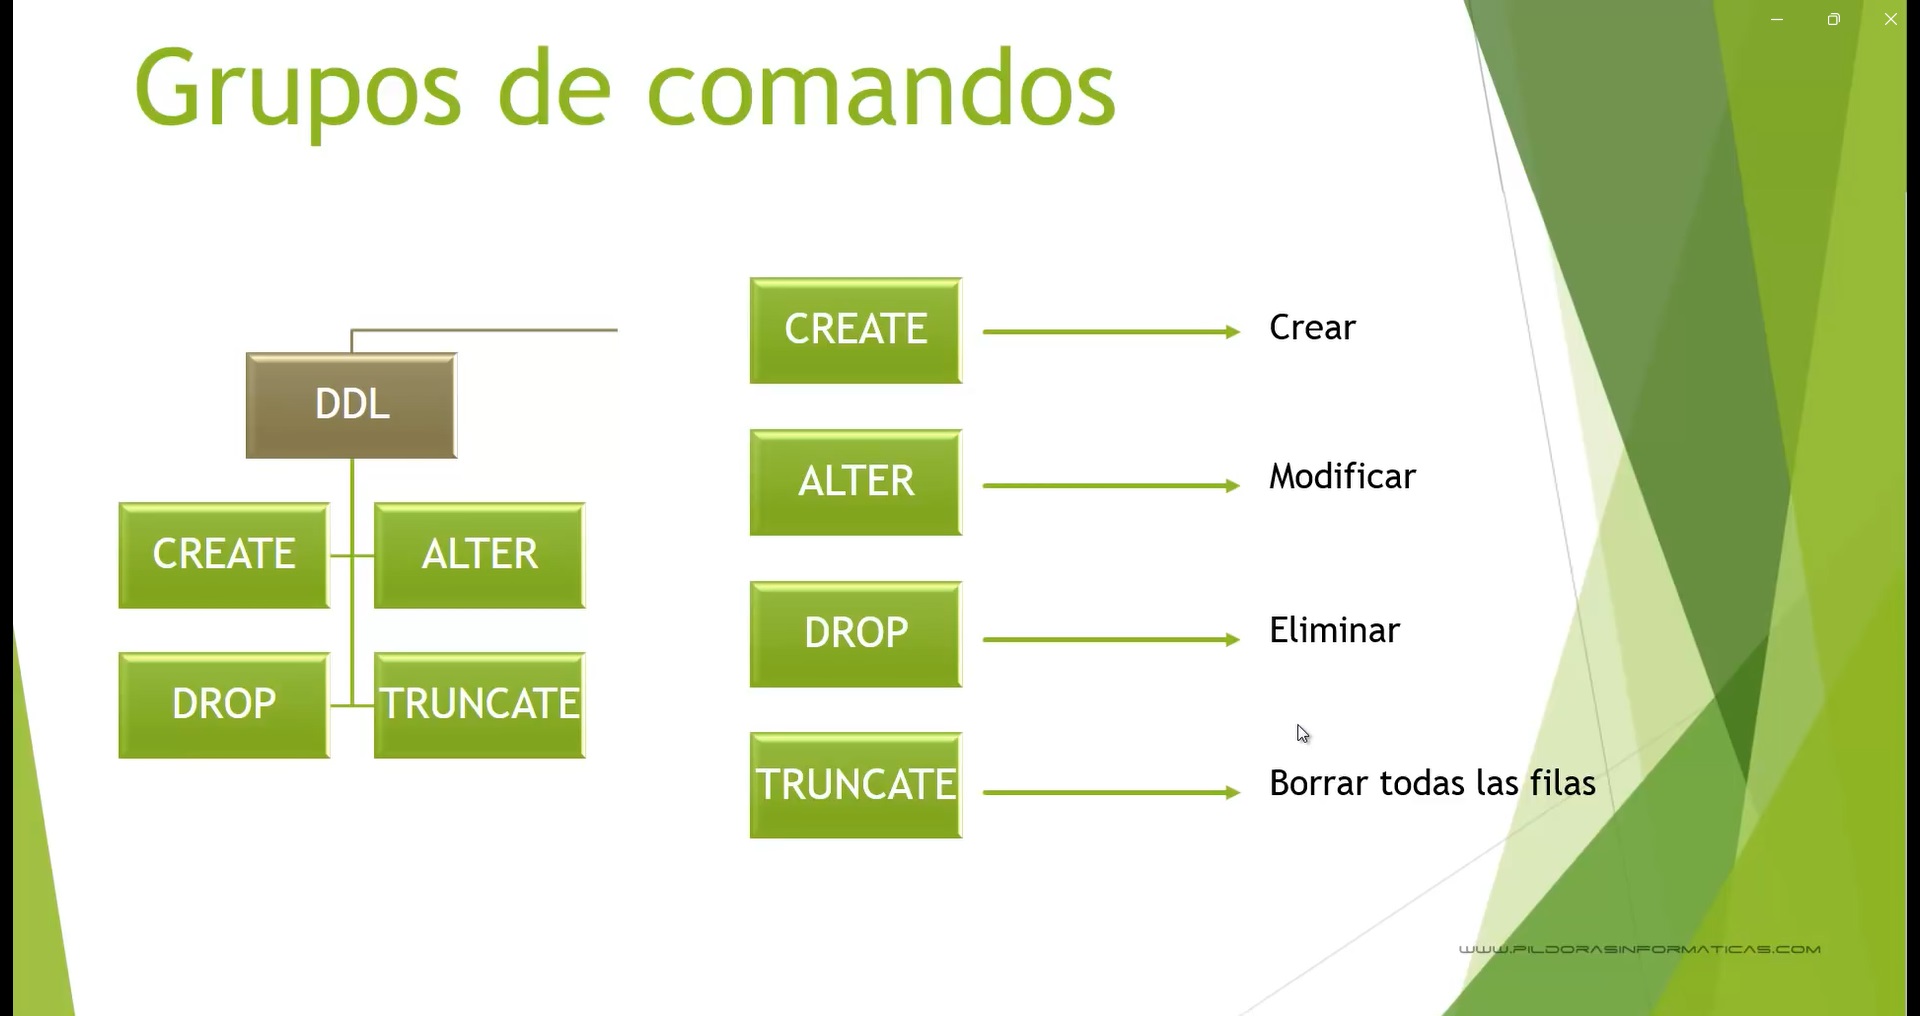 Grupos de comandos
DDL
CREATE
ALTER
DROP
TRUNCATE
CREATE
Crear
ALTER
Modificar
DROP
Eliminar
TRUNCATE
Borrar todas las filas
WWW.PILDORASINFORMATICAS.COM